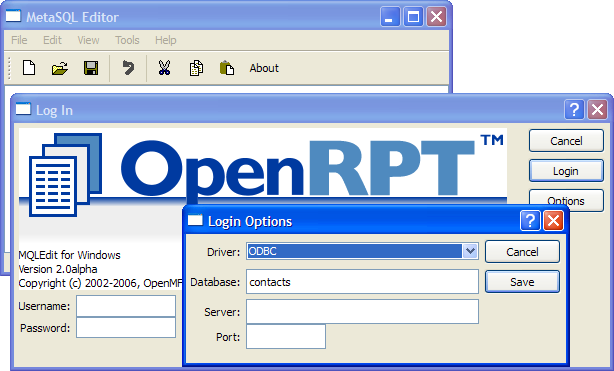 MetaSQL Editor
File Edit View Tools Help
About
Log In
OpenRPT™
Cancel
Login
Options
MQLEdit for Windows
Version 2.0alpha
Copyright (c) 2002-2006, OpenMF
Username:
Password:
Login Options
Driver: ODBC
Cancel
Database: contacts
Save
Server:
Port: